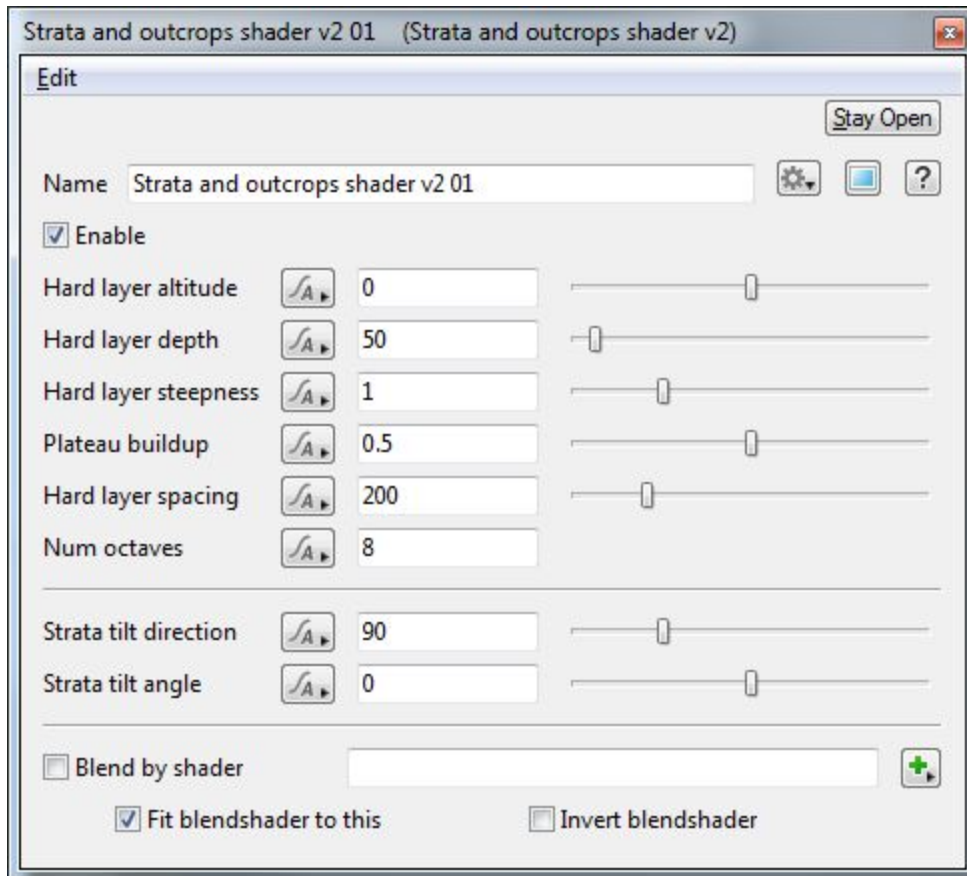 Strata and outcrops shader v2 01 (Strata and outcrops shader v2)
Edit
Stay Open
Name Strata and outcrops shader v2 01 ?
Enable
Hard layer altitude A 0
Hard layer depth A 50
Hard layer steepness A 1
Plateau buildup A 0.5
Hard layer spacing A 200
Num octaves A 8
Strata tilt direction A 90
Strata tilt angle A 0
Blend by shader
Fit blendshader to this Invert blendshader